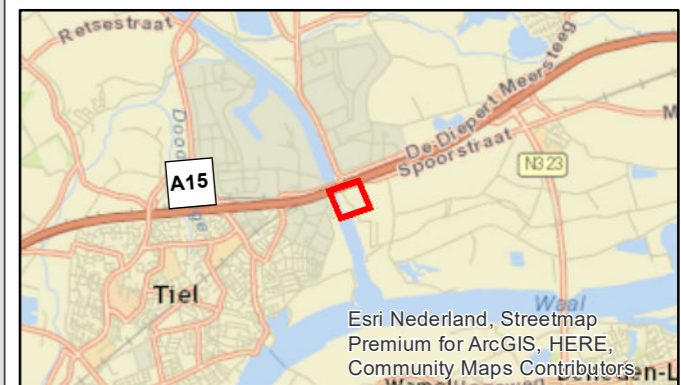 Retsestraat
De Diepert Meersteeg
Spoorstraat
N323
A15
Tiel
Waal
Esri Nederland, Streetmap
Premium for ArcGIS, HERE,
Community Maps Contributors